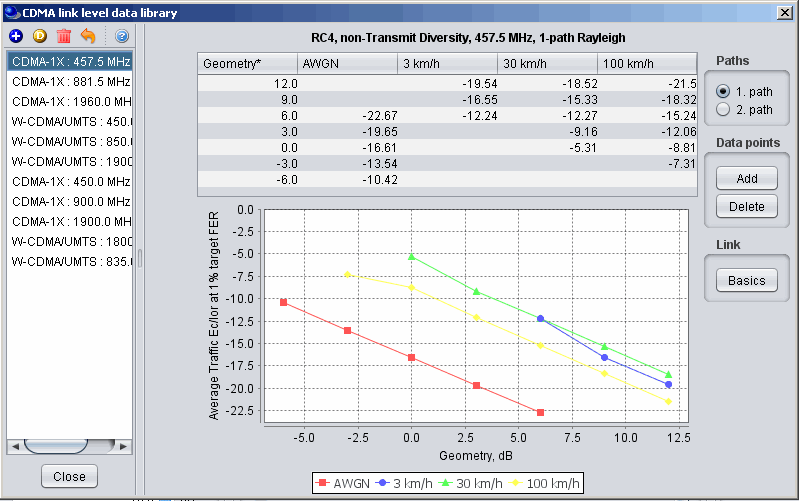 CDMA link level data library
RC4, non-Transmit Diversity, 457.5 MHz, 1-path Rayleigh
CDMA-1X : 457.5 MHz
CDMA-1X : 881.5 MHz
CDMA-1X : 1960.0 MH
W-CDMA/UMTS : 450.0
W-CDMA/UMTS : 850.0
W-CDMA/UMTS : 1900
CDMA-1X : 450.0 MHz
CDMA-1X : 900.0 MHz
CDMA-1X : 1900.0 MH
W-CDMA/UMTS : 1800
W-CDMA/UMTS : 835.0
Close
Geometry* AWGN 3 km/h 30 km/h 100 km/h
12.0 -19.54 -18.52 -21.5
9.0 -16.55 -15.33 -18.32
6.0 -22.67 -12.24 -12.27 -15.24
3.0 -19.65 -9.16 -12.06
0.0 -16.61 -5.31 -8.81
-3.0 -13.54 -7.31
-6.0 -10.42
Paths
1. path
2. path
Data points
Add
Delete
Link
Basics
Average Traffic Ec/Ior at 1% target FER
0.0
-2.5
-5.0
-7.5
-10.0
-12.5
-15.0
-17.5
-20.0
-22.5
-5.0 -2.5 0.0 2.5 5.0 7.5 10.0 12.5
Geometry, dB
AWGN 3 km/h 30 km/h 100 km/h